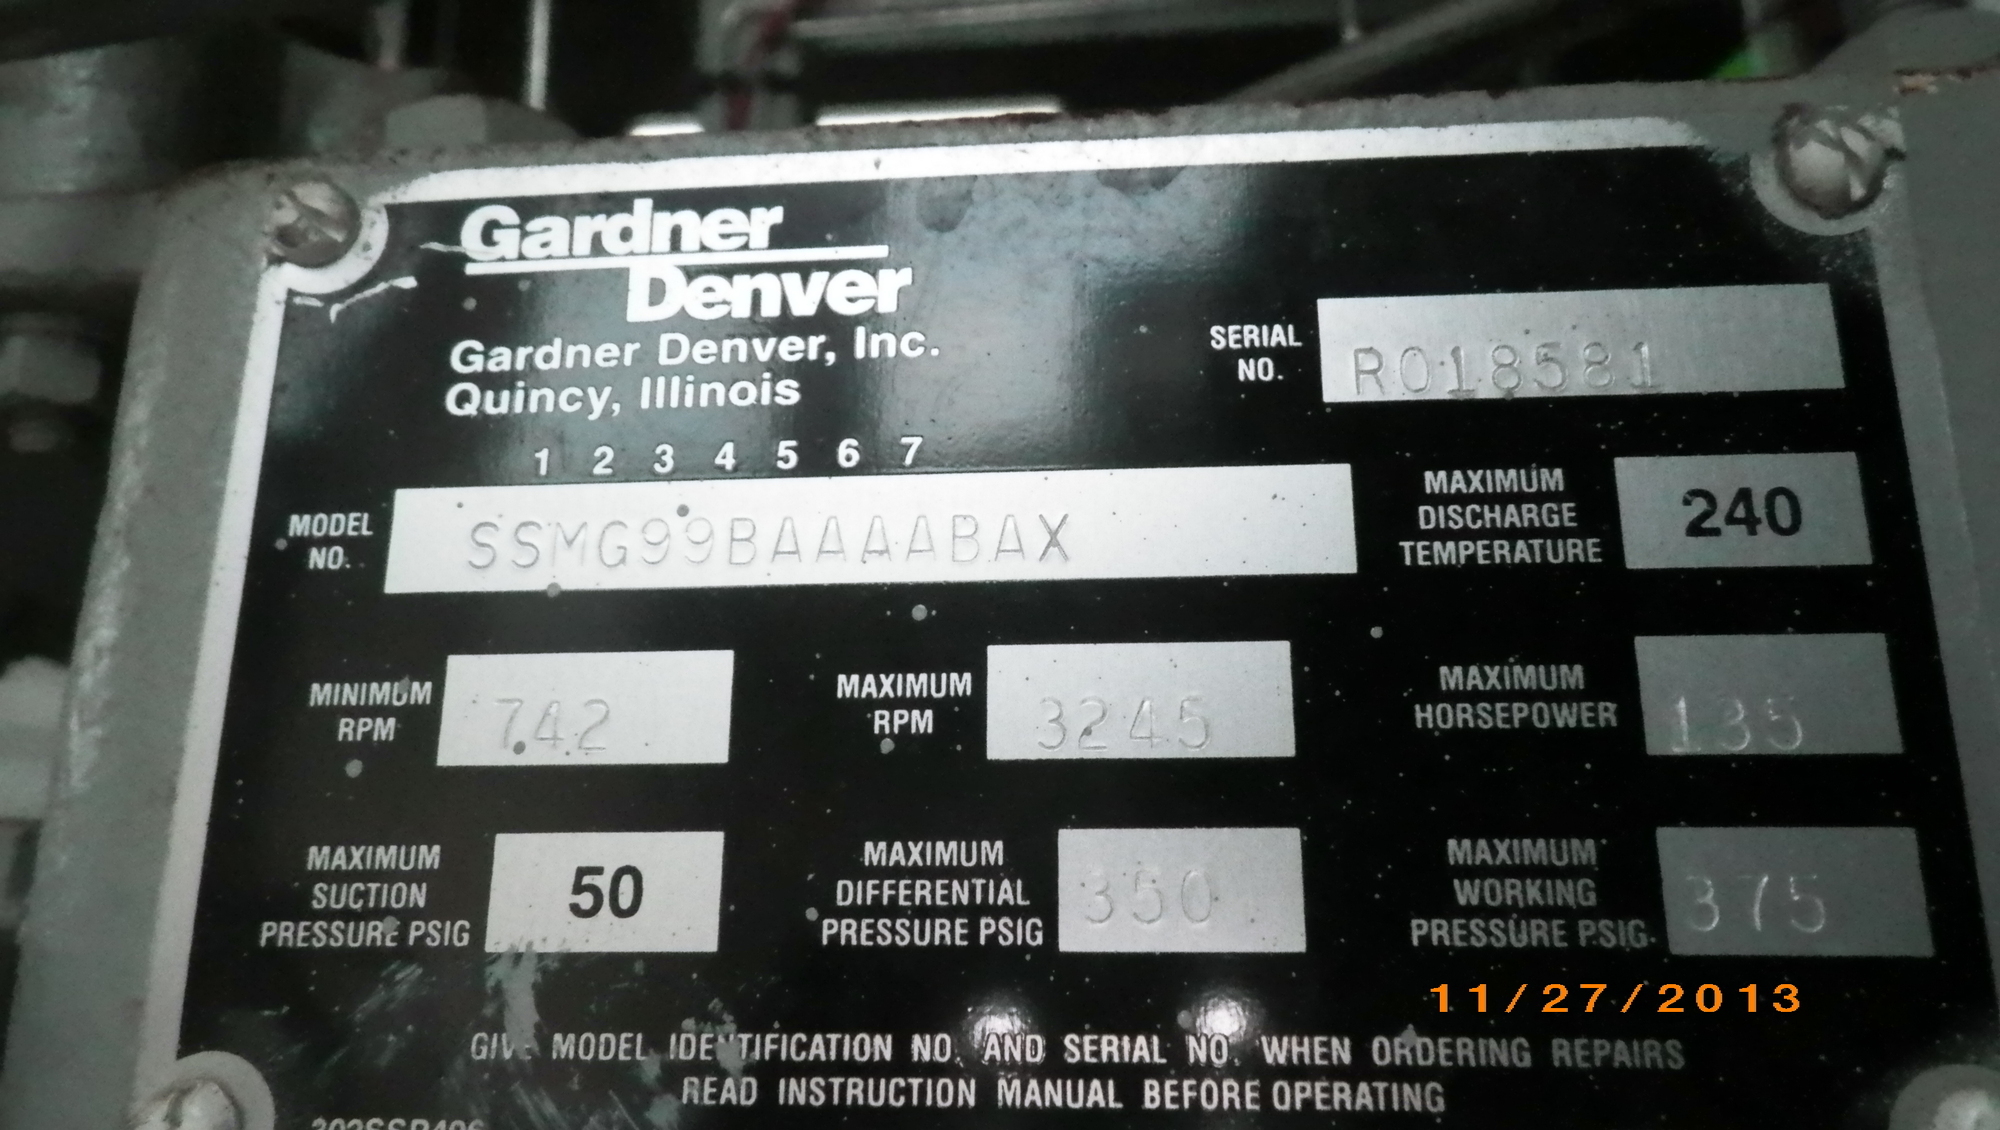 Gardner
Denver
Gardner Denver, Inc.
Quincy, Illinois
SERIAL
NO.
R018581
1 2 3 4 5 6 7
MODEL
NO.
SSMG99BAAAABAX
MAXIMUM
DISCHARGE
TEMPERATURE
240
MINIMUM
RPM
742
MAXIMUM
RPM
3245
MAXIMUM
HORSEPOWER
135
MAXIMUM
SUCTION
PRESSURE PSIG
50
MAXIMUM
DIFFERENTIAL
PRESSURE PSIG
350
MAXIMUM
WORKING
PRESSURE PSIG
375
11/27/2013
GIVE MODEL IDENTIFICATION NO. AND SERIAL NO. WHEN ORDERING REPAIRS
READ INSTRUCTION MANUAL BEFORE OPERATING